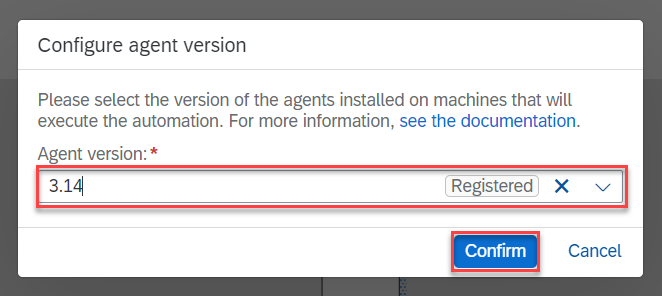 Configure agent version
Please select the version of the agents installed on machines that will
execute the automation. For more information, see the documentation.
Agent version:*
3.14 Registered
Confirm Cancel